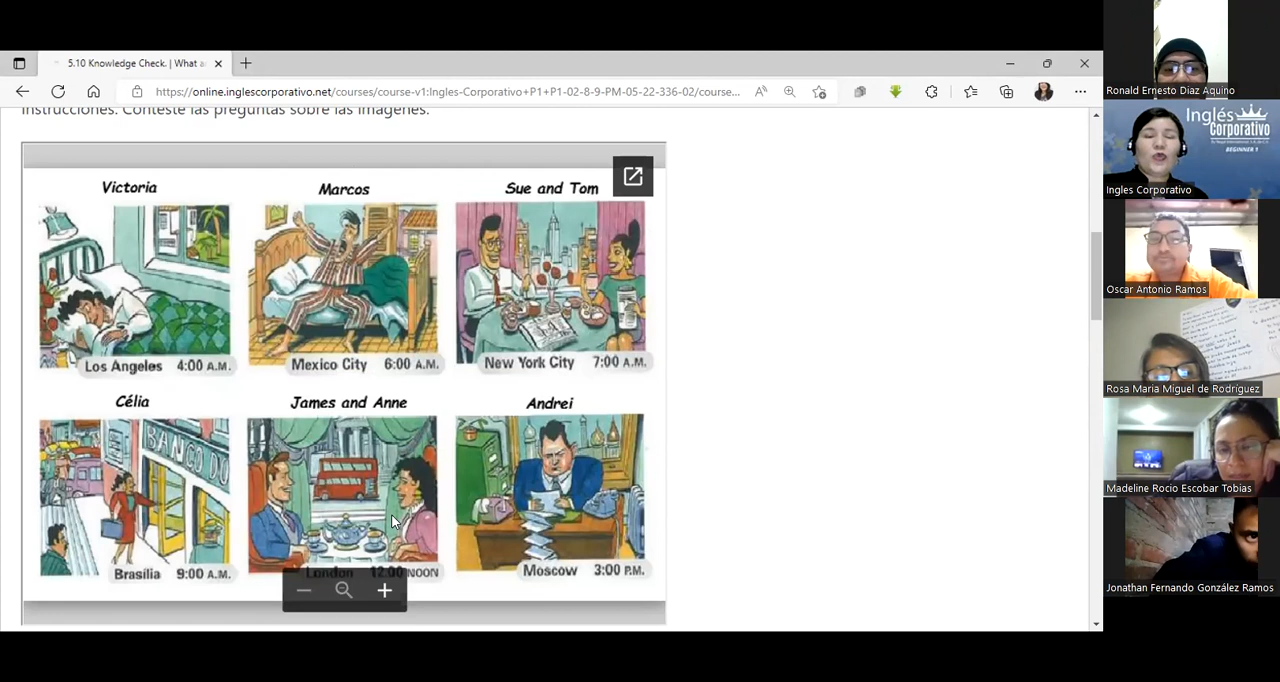 5.10 Knowledge Check. | What a
https://online.inglescorporativo.net/courses/course-v1:Ingles-Corporativo+P1+P1-02-8-9-PM-05-22-336-02/course...
Instrucciones: Conteste las preguntas sobre las imágenes.
Victoria
Marcos
Sue and Tom
Los Angeles 4:00 A.M.
Mexico City 6:00 A.M.
New York City 7:00 A.M.
Célia
James and Anne
Andrei
BANCO DO
Brasília 9:00 A.M.
London 12:00 NOON
Moscow 3:00 P.M.
Ronald Ernesto Diaz Aquino
Inglés
Corporativo
BEGINNER 1
Ingles Corporativo
Oscar Antonio Ramos
Rosa Maria Miguel de Rodríguez
Madeline Rocio Escobar Tobias
Jonathan Fernando González Ramos